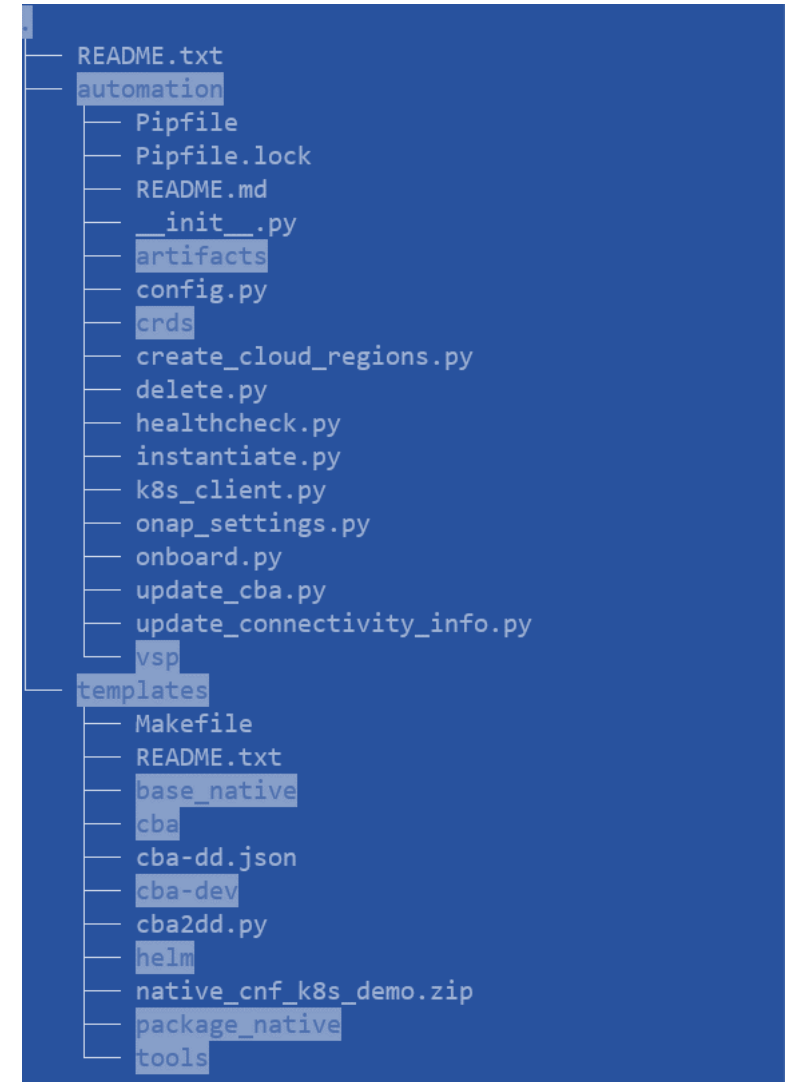 .
├── README.txt
├── automation
│   ├── Pipfile
│   ├── Pipfile.lock
│   ├── README.md
│   ├── __init__.py
│   ├── artifacts
│   ├── config.py
│   ├── crds
│   ├── create_cloud_regions.py
│   ├── delete.py
│   ├── healthcheck.py
│   ├── instantiate.py
│   ├── k8s_client.py
│   ├── onap_settings.py
│   ├── onboard.py
│   ├── update_cba.py
│   ├── update_connectivity_info.py
│   └── vsp
└── templates
    ├── Makefile
    ├── README.txt
    ├── base_native
    ├── cba
    ├── cba-dd.json
    ├── cba-dev
    ├── cba2dd.py
    ├── helm
    ├── native_cnf_k8s_demo.zip
    ├── package_native
    └── tools